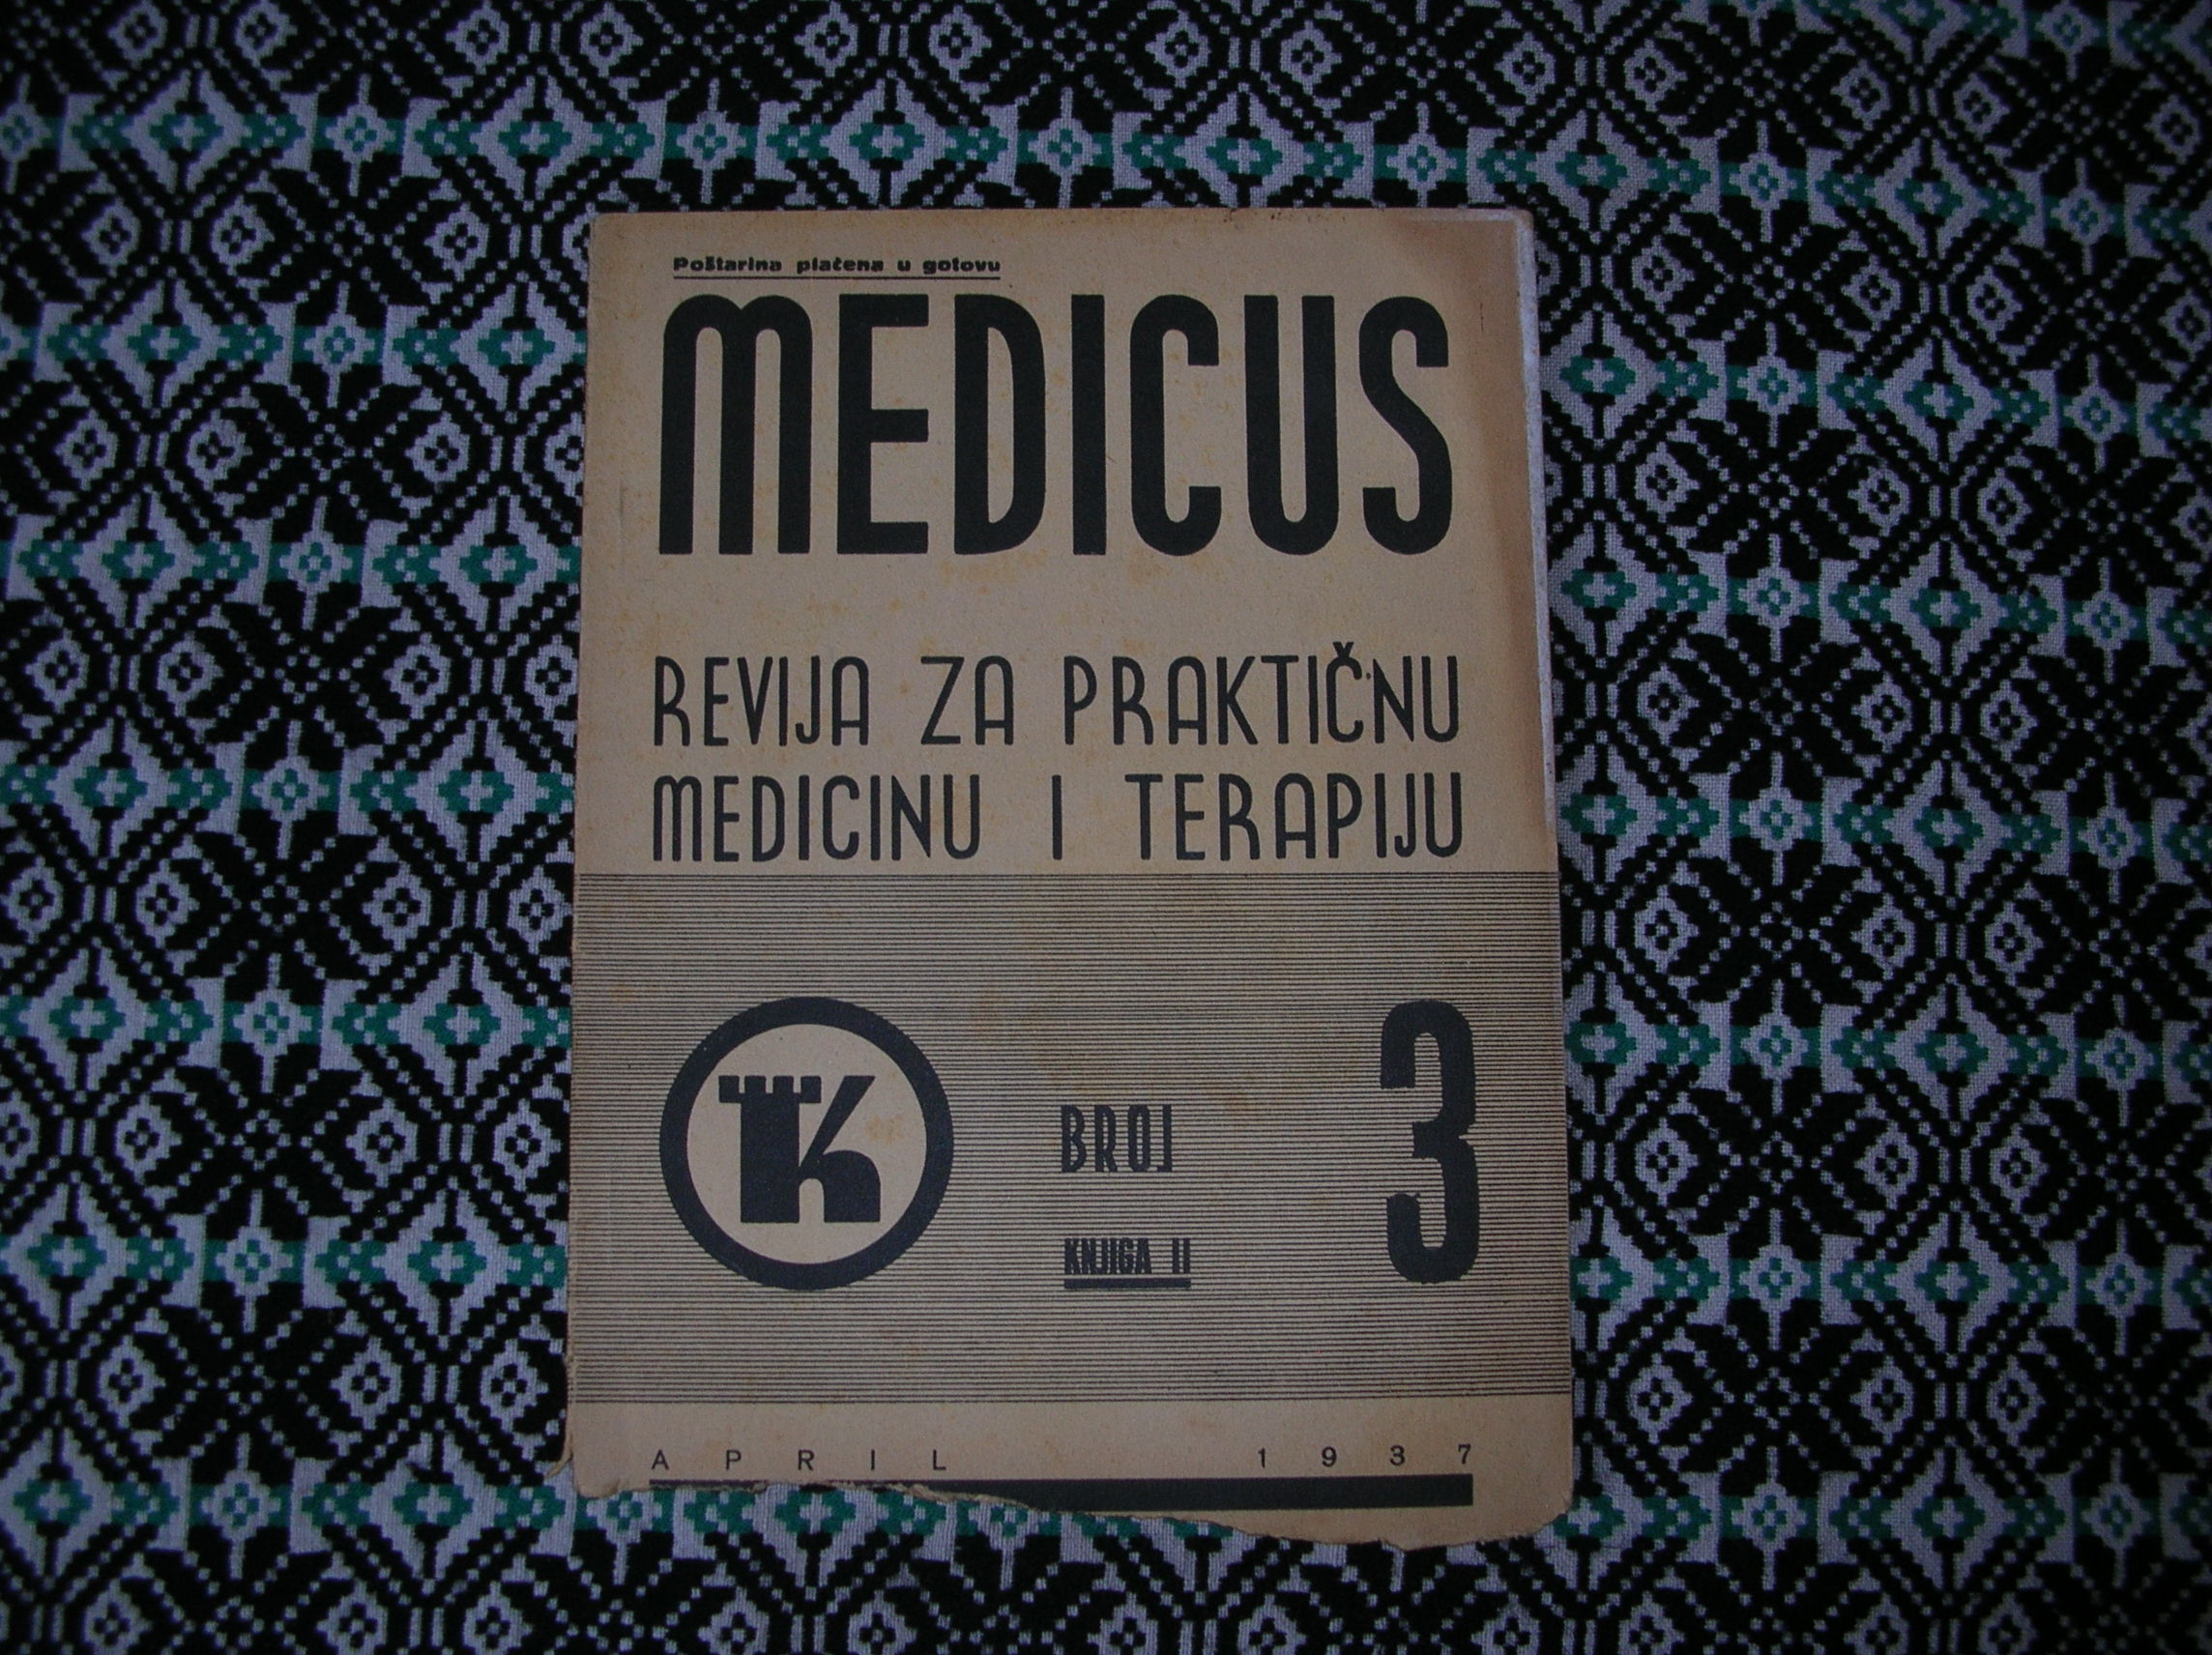 Poštarina plaćena u gotovu
MEDICUS
REVIJA ZA PRAKTIČNU
MEDICINU I TERAPIJU
K
BROJ 3
KNJIGA II
APRIL 1937